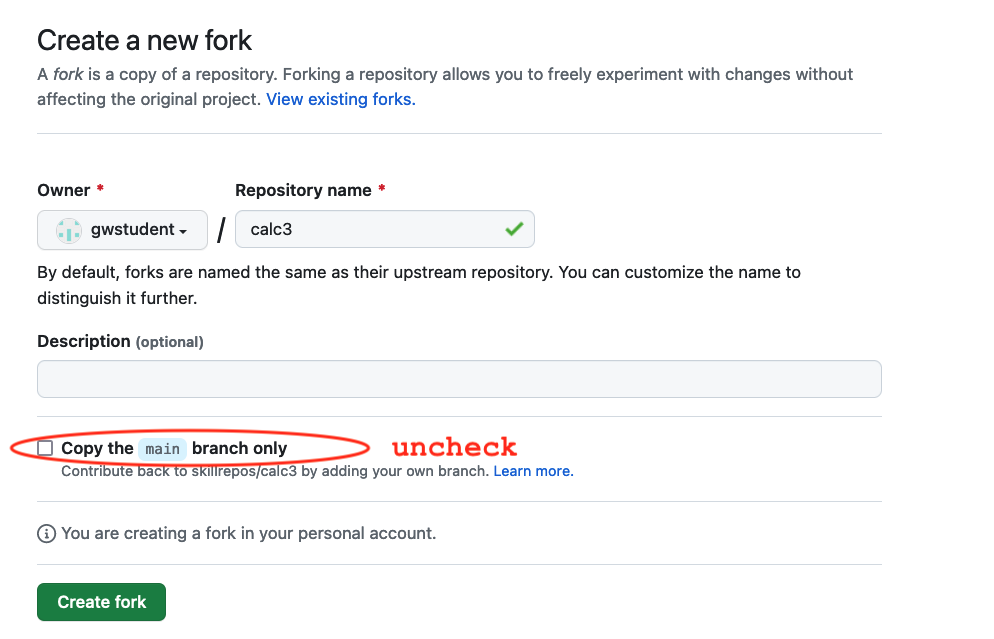 Create a new fork
A fork is a copy of a repository. Forking a repository allows you to freely experiment with changes without
affecting the original project. View existing forks.
Owner * Repository name *
gwstudent / calc3
By default, forks are named the same as their upstream repository. You can customize the name to
distinguish it further.
Description (optional)
Copy the main branch only uncheck
Contribute back to skillrepos/calc3 by adding your own branch. Learn more.
You are creating a fork in your personal account.
Create fork